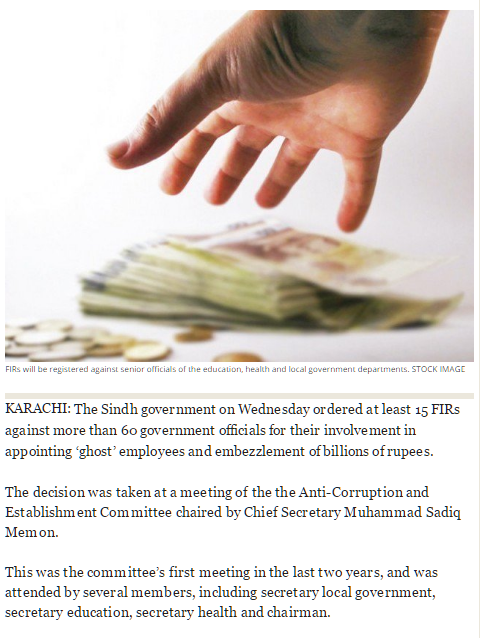 FIRs will be registered against senior officials of the education, health and local government departments. STOCK IMAGE
KARACHI: The Sindh government on Wednesday ordered at least 15 FIRs
against more than 60 government officials for their involvement in
appointing ‘ghost’ employees and embezzlement of billions of rupees.
The decision was taken at a meeting of the the Anti-Corruption and
Establishment Committee chaired by Chief Secretary Muhammad Sadiq
Memon.
This was the committee’s first meeting in the last two years, and was
attended by several members, including secretary local government,
secretary education, secretary health and chairman.